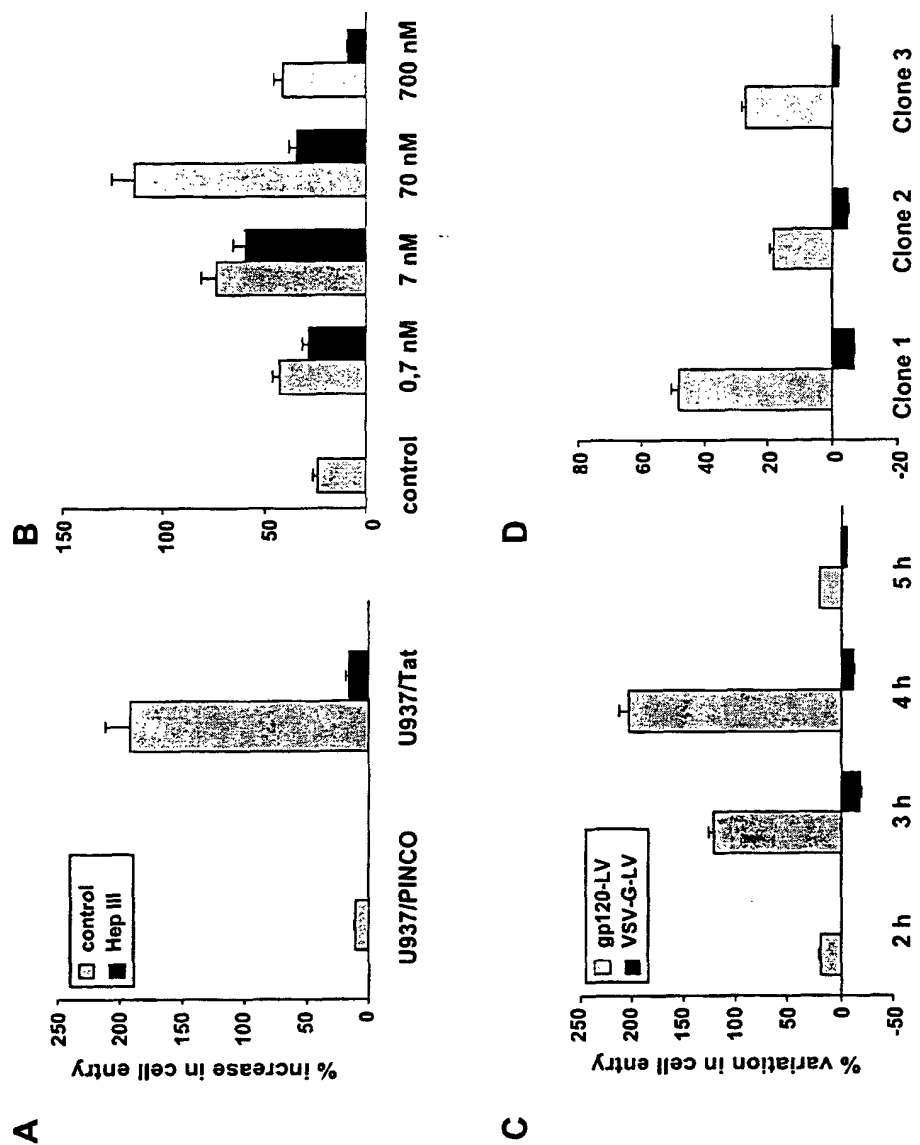 A
% increase in cell entry
250
200
150
100
50
0
control
Hep III
U937/PINCO
U937/Tat
B
150
100
50
0
control
0,7 nM
7 nM
70 nM
700 nM
C
% variation in cell entry
250
200
150
100
50
0
-50
gp120-LV
VSV-G-LV
2 h
3 h
4 h
5 h
D
80
60
40
20
0
-20
Clone 1
Clone 2
Clone 3